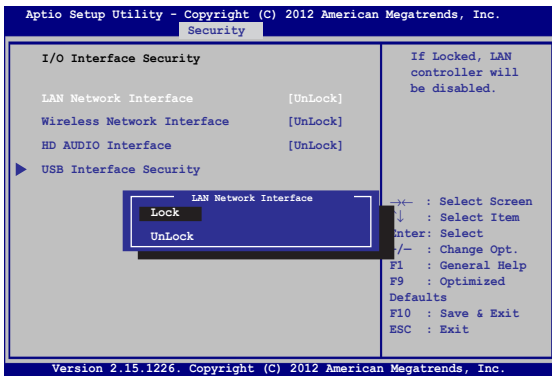 Aptio Setup Utility - Copyright (C) 2012 American Megatrends, Inc.
Security
I/O Interface Security
LAN Network Interface [UnLock]
Wireless Network Interface [UnLock]
HD AUDIO Interface [UnLock]
USB Interface Security
If Locked, LAN
controller will
be disabled.
LAN Network Interface
Lock
UnLock
→← : Select Screen
↓ : Select Item
nter: Select
/— : Change Opt.
F1 : General Help
F9 : Optimized
Defaults
F10 : Save & Exit
ESC : Exit
Version 2.15.1226. Copyright (C) 2012 American Megatrends, Inc.